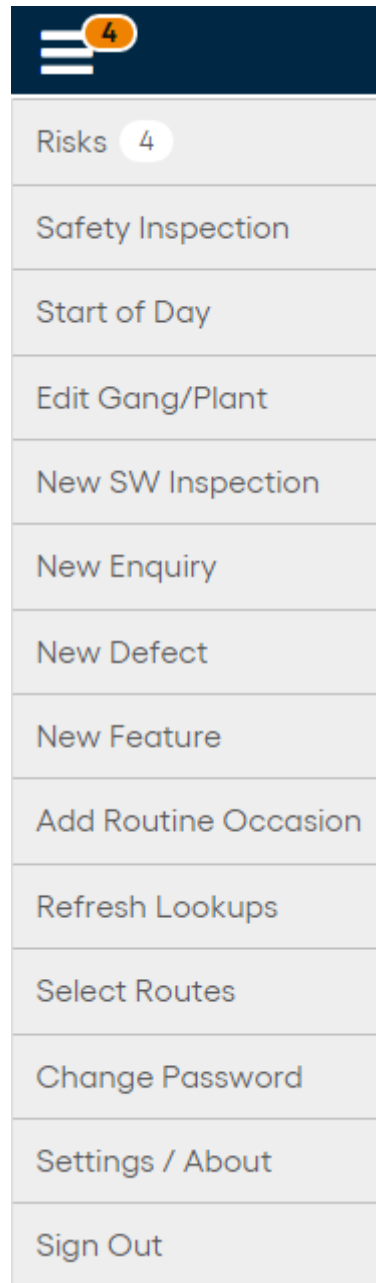 4
Risks 4
Safety Inspection
Start of Day
Edit Gang/Plant
New SW Inspection
New Enquiry
New Defect
New Feature
Add Routine Occasion
Refresh Lookups
Select Routes
Change Password
Settings / About
Sign Out